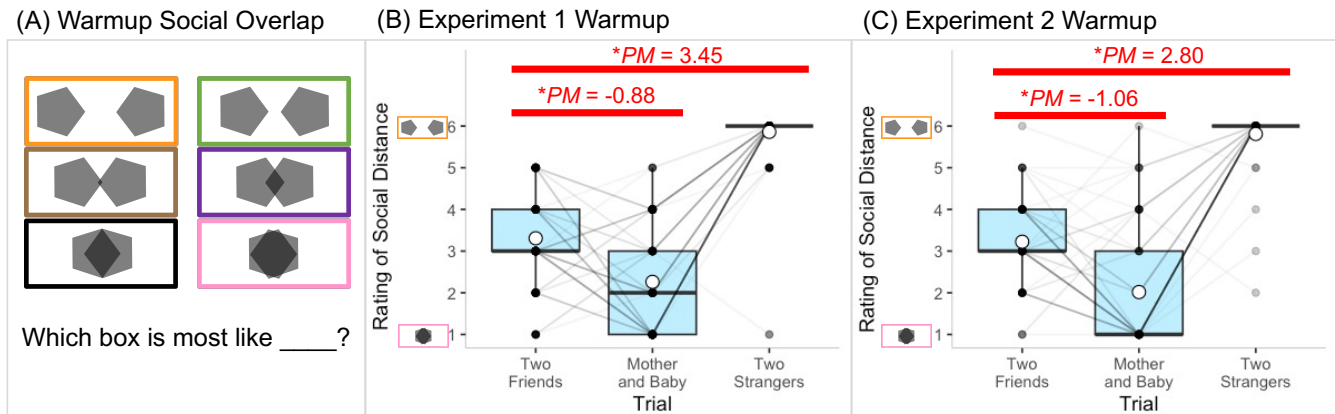 (A) Warmup Social Overlap
Which box is most like ____?
(B) Experiment 1 Warmup
*PM = 3.45
*PM = -0.88
Rating of Social Distance
6
5
4
3
2
1
Two
Friends
Mother
and Baby
Two
Strangers
Trial
(C) Experiment 2 Warmup
*PM = 2.80
*PM = -1.06
Rating of Social Distance
6
5
4
3
2
1
Two
Friends
Mother
and Baby
Two
Strangers
Trial